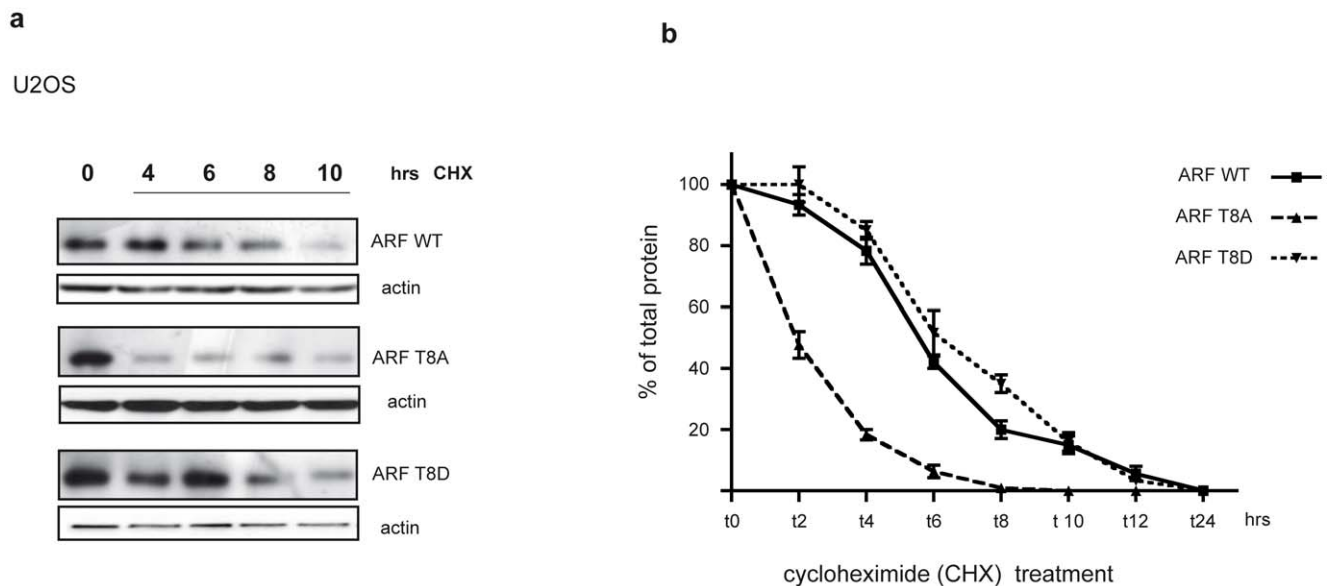 a
U2OS
0 4 6 8 10 hrs CHX
ARF WT
actin
ARF T8A
actin
ARF T8D
actin
b
ARF WT
ARF T8A
ARF T8D
% of total protein
100
80
60
40
20
t0 t2 t4 t6 t8 t 10 t12 t24 hrs
cycloheximide (CHX) treatment